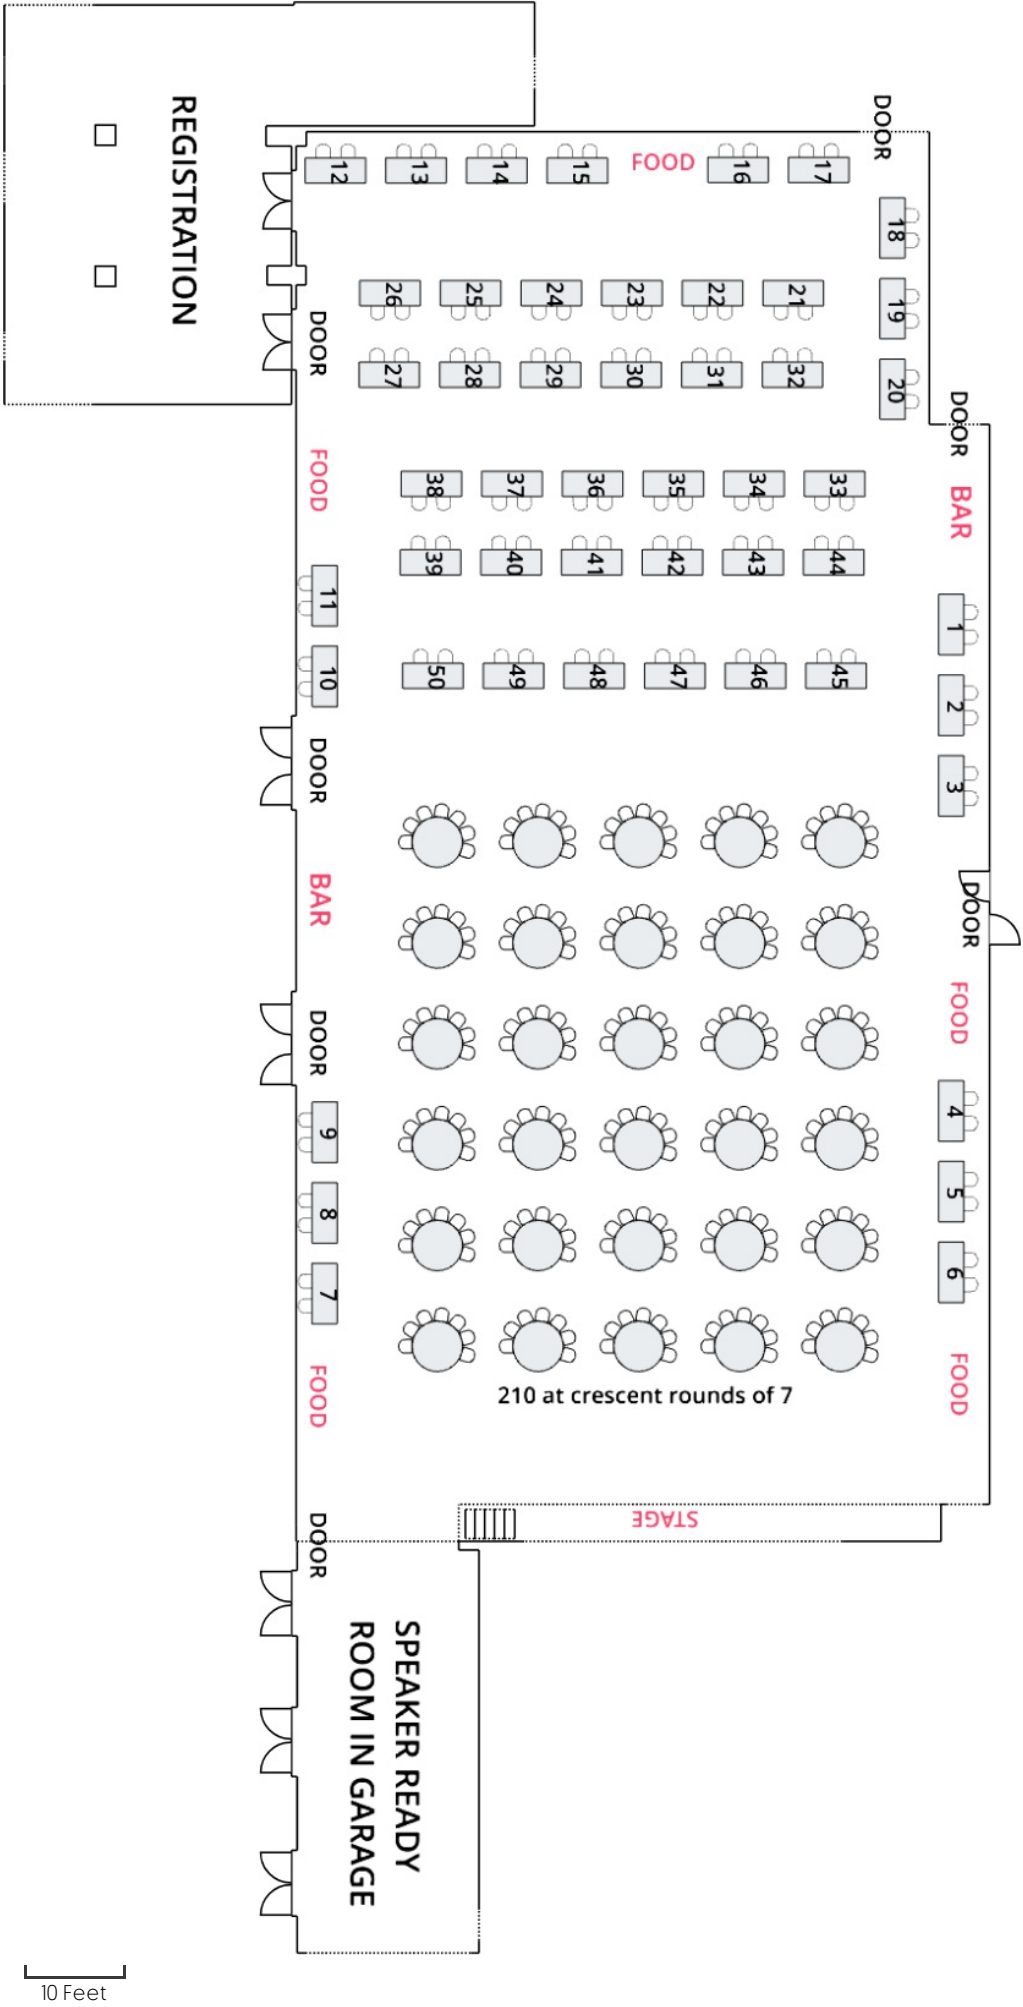 REGISTRATION
DOOR
12
13
14
15
FOOD
16
17
18
19
20
26
25
24
23
22
21
DOOR
27
28
29
30
31
32
DOOR
FOOD
38
37
36
35
34
33
BAR
39
40
41
42
43
44
11
10
1
2
3
50
49
48
47
46
45
DOOR
BAR
DOOR
DOOR
FOOD
9
8
7
4
5
6
FOOD
FOOD
210 at crescent rounds of 7
STAGE
DOOR
SPEAKER READY
ROOM IN GARAGE
10 Feet